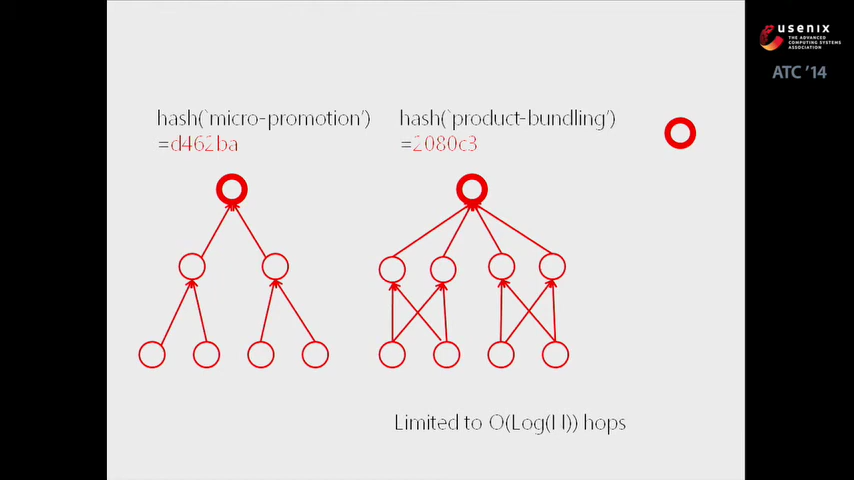 usenix
THE ADVANCED
COMPUTING SYSTEMS
ASSOCIATION
ATC '14
hash(`micro-promotion')
=d462ba
hash(`product-bundling')
=2080c3
Limited to O(Log(N)) hops